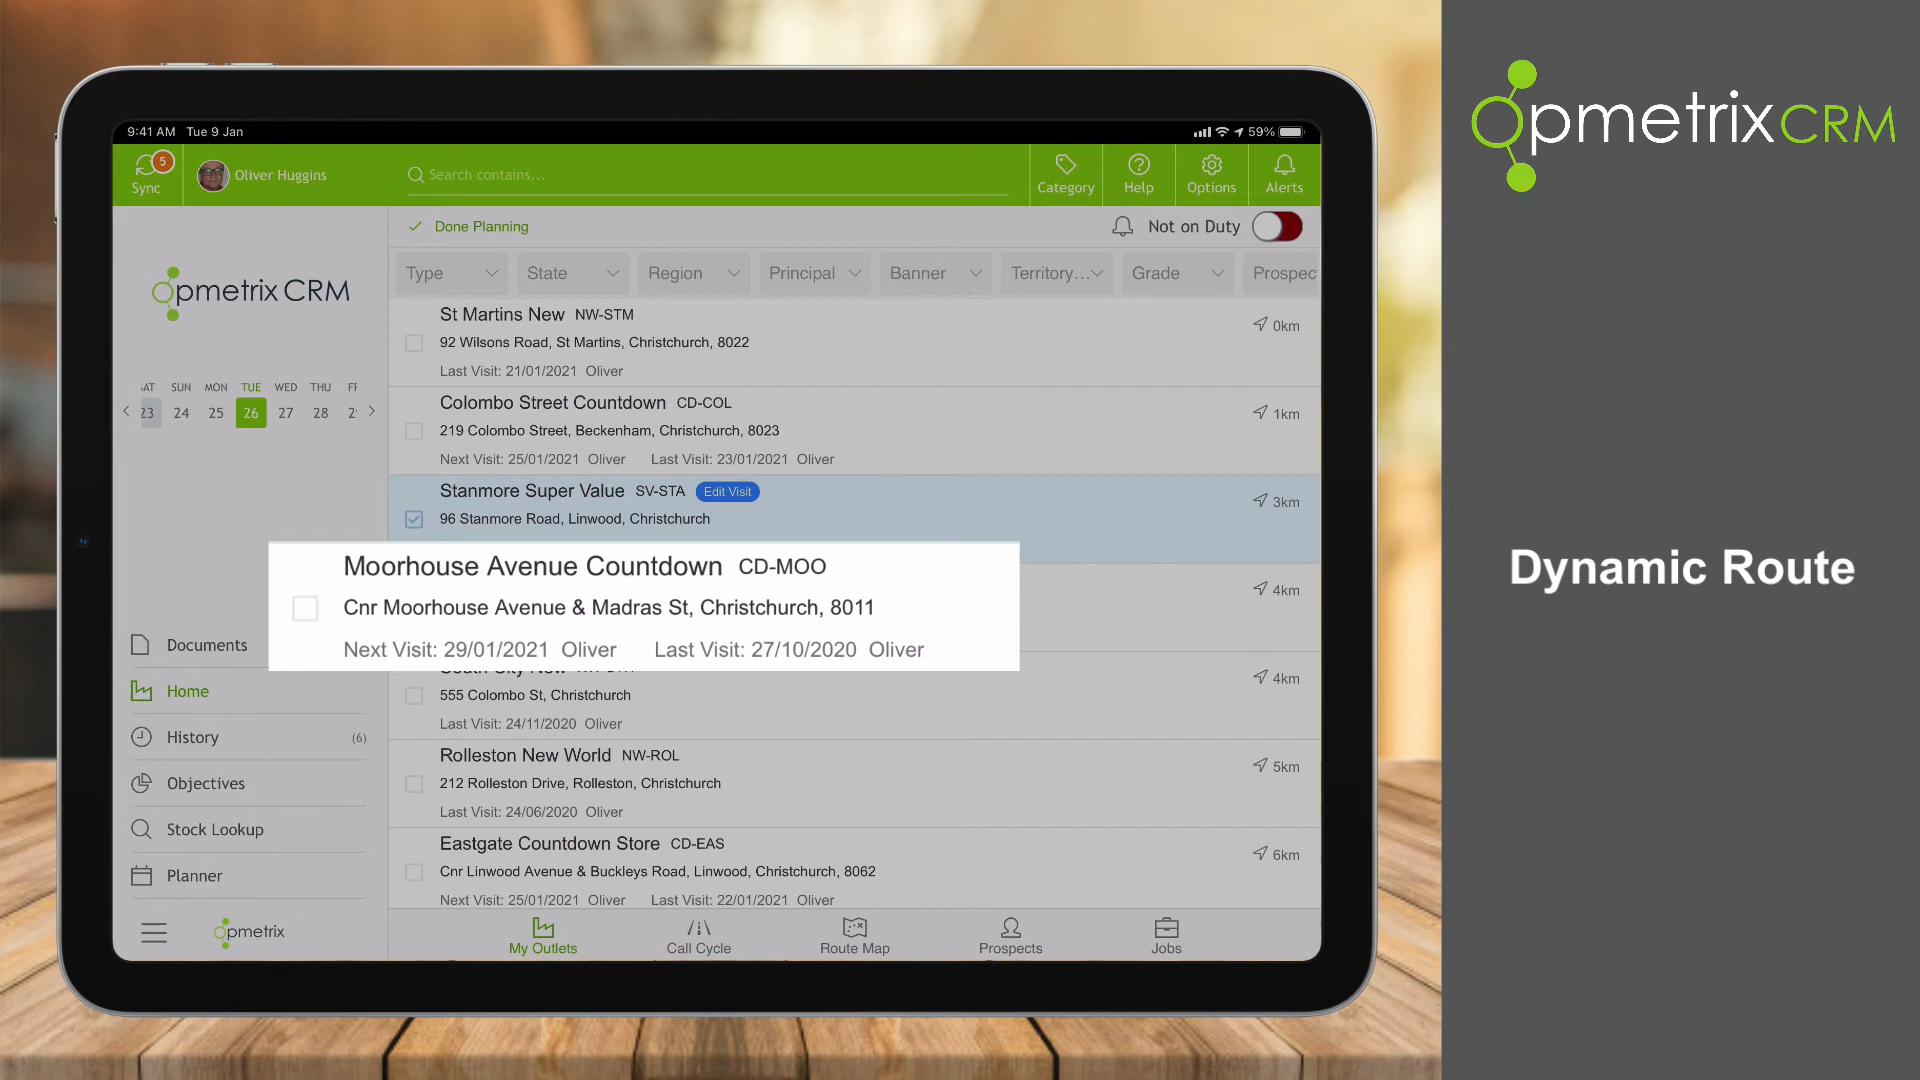 opmetrix CRM
9:41 AM Tue 9 Jan
59%
5
Sync
Oliver Huggins
Search contains...
Category
Help
Options
Alerts
Done Planning
Not on Duty
opmetrix CRM
Type
State
Region
Principal
Banner
Territory...
Grade
Prospec
St Martins New NW-STM
92 Wilsons Road, St Martins, Christchurch, 8022
Last Visit: 21/01/2021 Oliver
0km
Colombo Street Countdown CD-COL
219 Colombo Street, Beckenham, Christchurch, 8023
Next Visit: 25/01/2021 Oliver Last Visit: 23/01/2021 Oliver
1km
SUN MON TUE WED THU
23 24 25 26 27 28
Stanmore Super Value SV-STA Edit Visit
96 Stanmore Road, Linwood, Christchurch
3km
Moorhouse Avenue Countdown CD-MOO
Cnr Moorhouse Avenue & Madras St, Christchurch, 8011
Next Visit: 29/01/2021 Oliver Last Visit: 27/10/2020 Oliver
4km
Dynamic Route
555 Colombo St, Christchurch
Last Visit: 24/11/2020 Oliver
4km
Rolleston New World NW-ROL
212 Rolleston Drive, Rolleston, Christchurch
Last Visit: 24/06/2020 Oliver
5km
Eastgate Countdown Store CD-EAS
Cnr Linwood Avenue & Buckleys Road, Linwood, Christchurch, 8062
Next Visit: 25/01/2021 Oliver Last Visit: 22/01/2021 Oliver
6km
Documents
Home
History (6)
Objectives
Stock Lookup
Planner
opmetrix
My Outlets
Call Cycle
Route Map
Prospects
Jobs